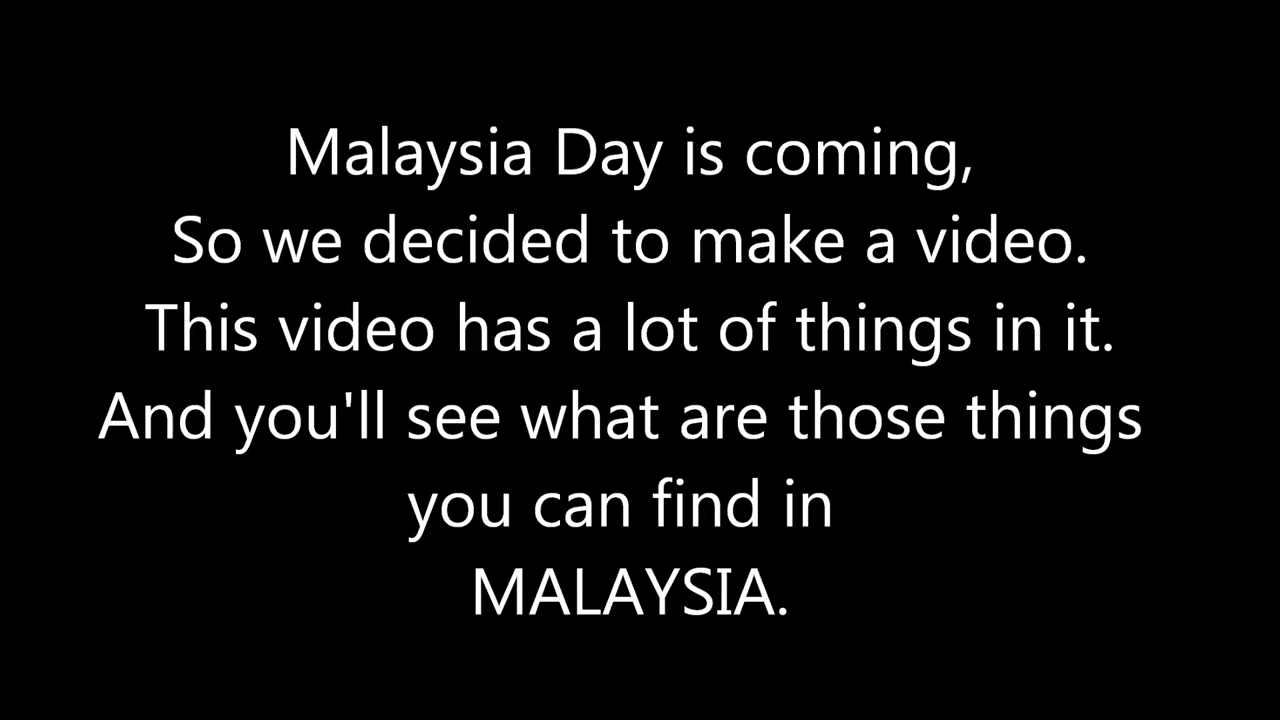 Malaysia Day is coming,
So we decided to make a video.
This video has a lot of things in it.
And you'll see what are those things
you can find in
MALAYSIA.